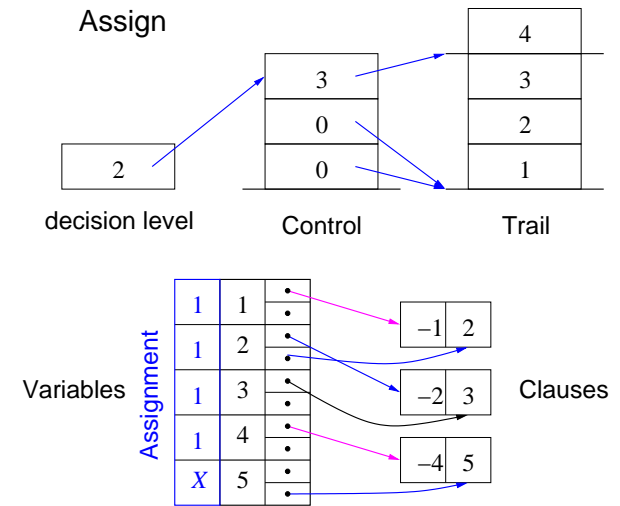 Assign
4
3 3
0 2
2 0 1
decision level Control Trail
1 1
−1 2
1 2
Variables Assignment 1 3 −2 3 Clauses
1 4
−4 5
X 5